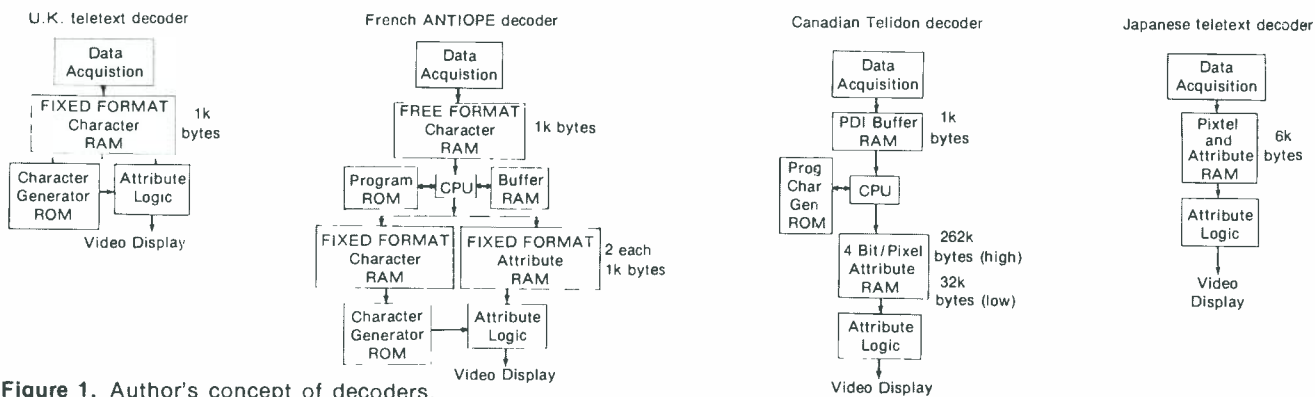 U.K. teletext decoder
Data
Acquistion
FIXED FORMAT
Character
RAM
1k
bytes
Character
Generator
ROM
Attribute
Logic
Video Display
French ANTIOPE decoder
Data
Acquistion
FREE FORMAT
Character
RAM
1k bytes
Program
ROM
CPU
Buffer
RAM
FIXED FORMAT
Character
RAM
FIXED FORMAT
Attribute
RAM
2 each
1k bytes
Character
Generator
ROM
Attribute
Logic
Video Display
Canadian Telidon decoder
Data
Acquisition
PDI Buffer
RAM
1k
bytes
Prog
Char
Gen
ROM
CPU
4 Bit/Pixel
Attribute
RAM
262k
bytes (high)
32k
bytes (low)
Attribute
Logic
Video Display
Japanese teletext decoder
Data
Acquisition
Pixtel
and
Attribute
RAM
6k
bytes
Attribute
Logic
Video
Display
Figure 1. Author's concept of decoders